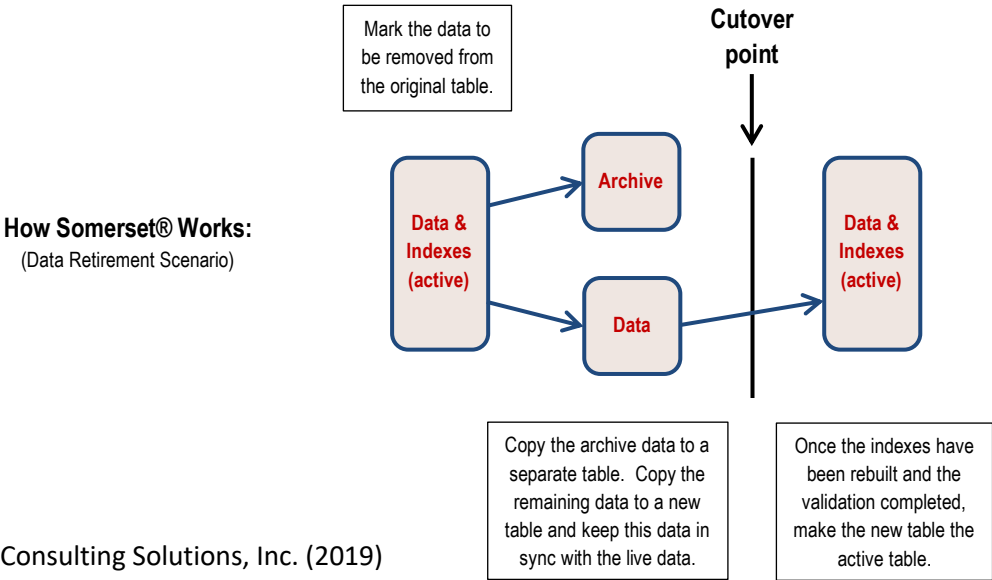 Mark the data to
be removed from
the original table.
Cutover
point
How Somerset® Works:
(Data Retirement Scenario)
Data &
Indexes
(active)
Archive
Data
Data &
Indexes
(active)
Copy the archive data to a
separate table.  Copy the
remaining data to a new
table and keep this data in
sync with the live data.
Once the indexes have
been rebuilt and the
validation completed,
make the new table the
active table.
Consulting Solutions, Inc. (2019)